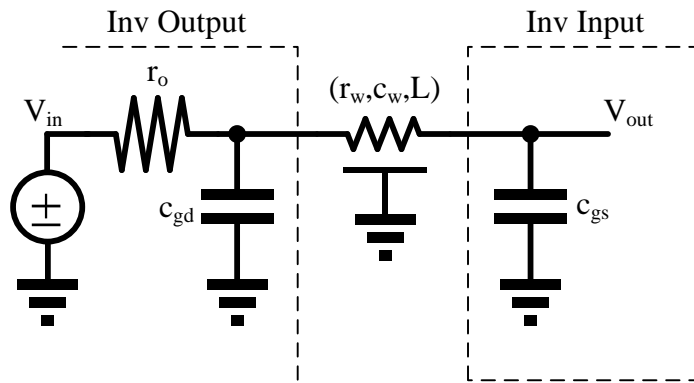 Inv Output
Inv Input
r_o
(r_w,c_w,L)
V_in
V_out
c_gd
c_gs